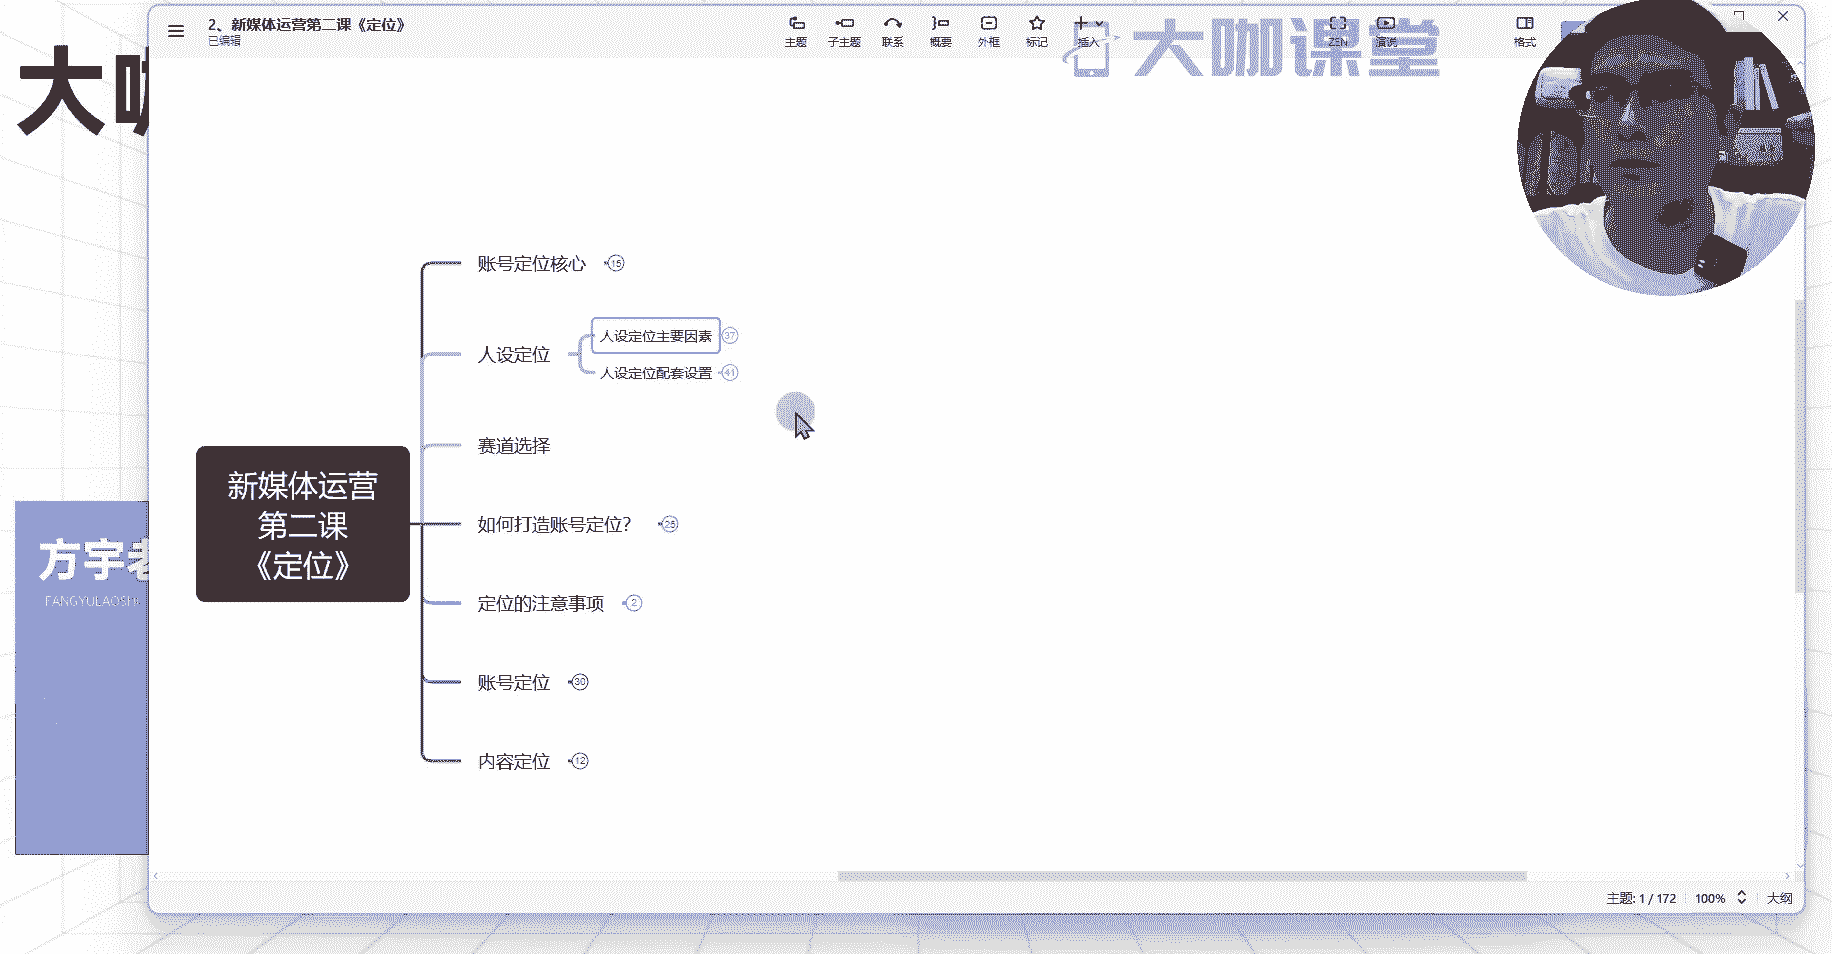 2、新媒体运营第二课《定位》
已编辑
主题
子主题
联系
概要
外框
标记
插入
ZEN
演说
格式
大咖课堂
大咖
账号定位核心 15
人设定位
人设定位主要因素 37
人设定位配套设置 41
赛道选择
新媒体运营
第二课
《定位》
如何打造账号定位？ 26
定位的注意事项 2
账号定位 30
内容定位 12
方宇老
FANGYULAOSHI
主题: 1 / 172
100%
大纲